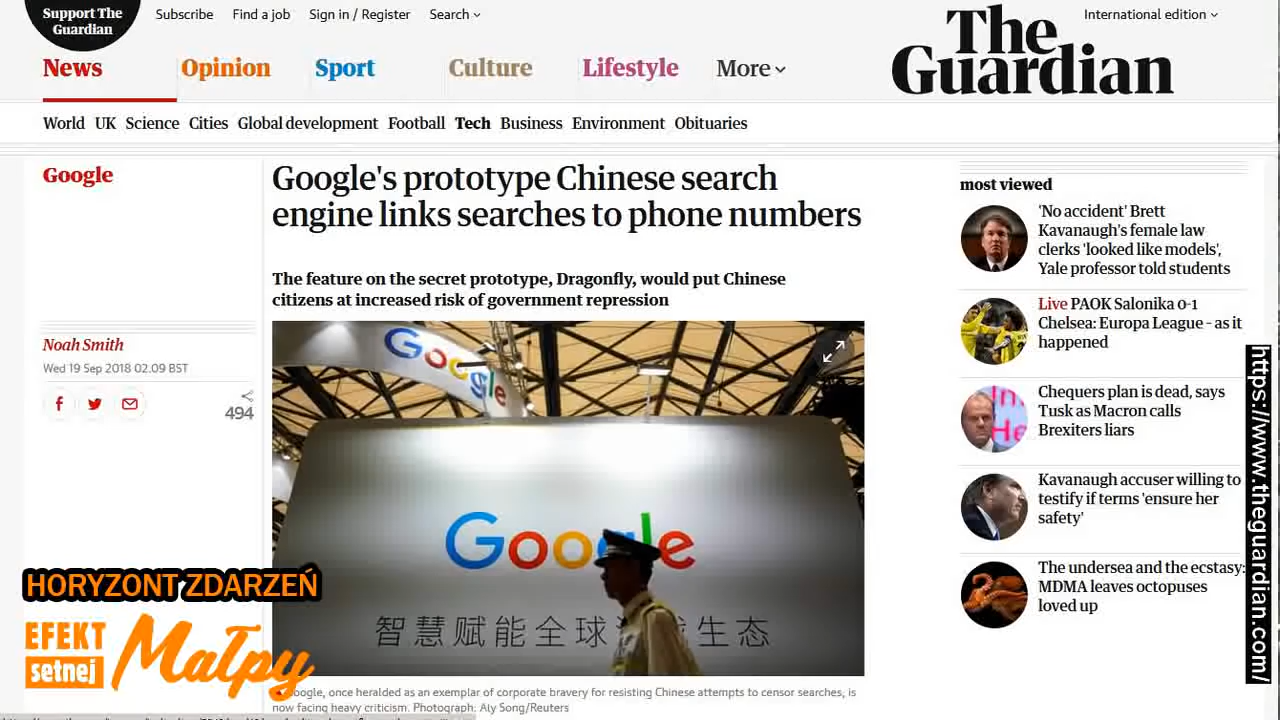 Support The
Guardian
Subscribe
Find a job
Sign in / Register
Search
International edition
The
Guardian
News
Opinion
Sport
Culture
Lifestyle
More
World
UK
Science
Cities
Global development
Football
Tech
Business
Environment
Obituaries
Google
Google's prototype Chinese search
engine links searches to phone numbers
The feature on the secret prototype, Dragonfly, would put Chinese
citizens at increased risk of government repression
Noah Smith
Wed 19 Sep 2018 02.09 BST
494
Google
Google
智慧赋能全球 生态
Google, once heralded as an exemplar of corporate bravery for resisting Chinese attempts to censor searches, is
now facing heavy criticism. Photograph: Aly Song/Reuters
most viewed
'No accident' Brett
Kavanaugh's female law
clerks 'looked like models',
Yale professor told students
Live PAOK Salonika 0-1
Chelsea: Europa League – as it
happened
Chequers plan is dead, says
Tusk as Macron calls
Brexiters liars
Kavanaugh accuser willing to
testify if terms 'ensure her
safety'
The undersea and the ecstasy:
MDMA leaves octopuses
loved up
https://www.theguardian.com/
HORYZONT ZDARZEŃ
EFEKT
setnej
Małpy